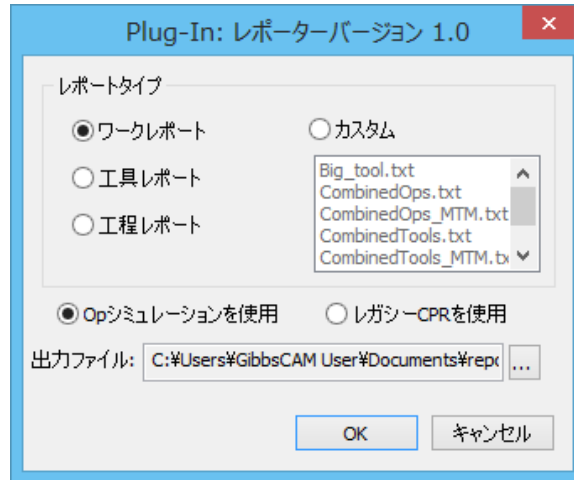 Plug-In: レポーターバージョン 1.0
レポートタイプ
ワークレポート
カスタム
工具レポート
工程レポート
Big_tool.txt
CombinedOps.txt
CombinedOps_MTM.txt
CombinedTools.txt
CombinedTools_MTM.tx
Opシミュレーションを使用
レガシーCPRを使用
出力ファイル: C:¥Users¥GibbsCAM User¥Documents¥repo ...
OK
キャンセル